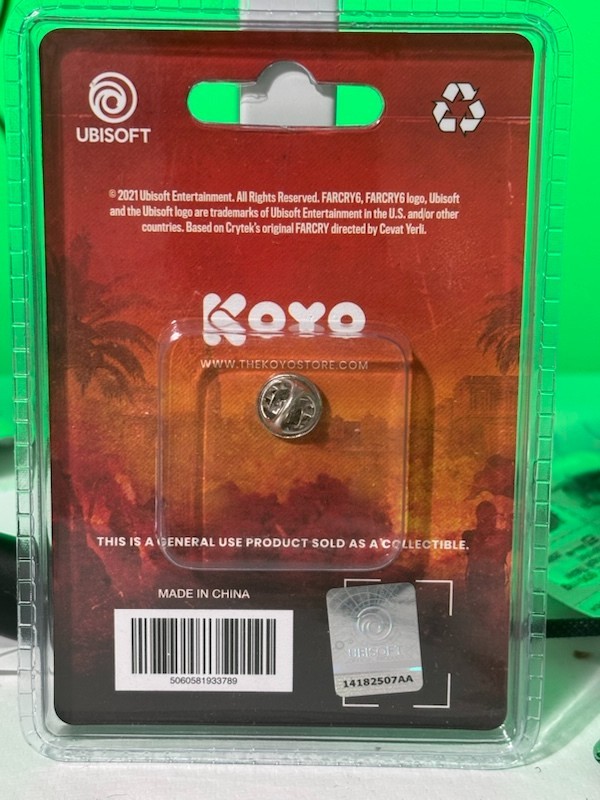 UBISOFT
© 2021 Ubisoft Entertainment. All Rights Reserved. FARCRY6, FARCRY6 logo, Ubisoft
and the Ubisoft logo are trademarks of Ubisoft Entertainment in the U.S. and/or other
countries. Based on Crytek's original FARCRY directed by Cevat Yerli.
KOYO
WWW.THEKOYOSTORE.COM
THIS IS A GENERAL USE PRODUCT SOLD AS A COLLECTIBLE.
MADE IN CHINA
5060581933789
UBISOFT
14182507AA